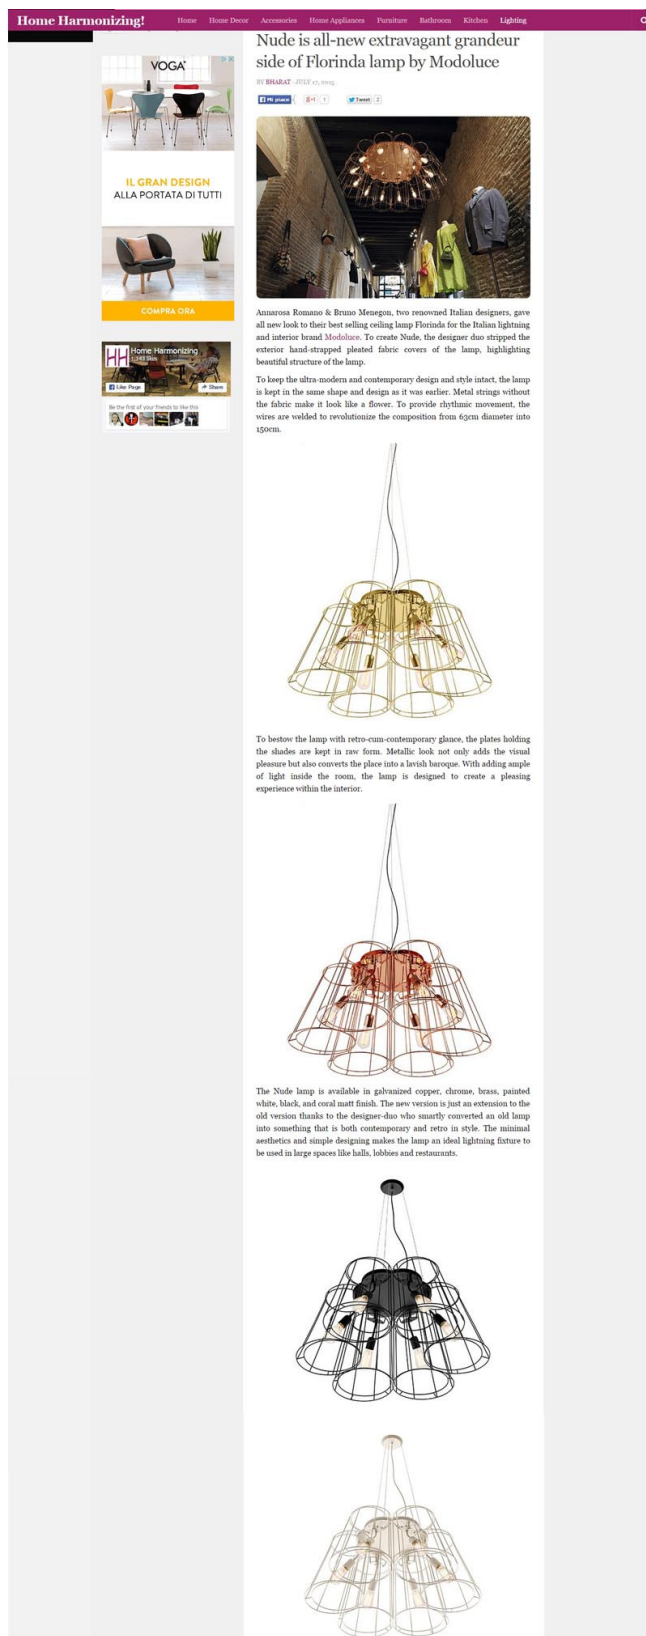 Home Harmonizing!
Home Home Decor Accessories Home Appliances Furniture Bathroom Kitchen Lighting
Nude is all-new extravagant grandeur
side of Florinda lamp by Modoluce
BY BHARAT · JULY 17, 2015
Mi piace
g+1 1
Tweet 2
VOGA
IL GRAN DESIGN
ALLA PORTATA DI TUTTI
COMPRA ORA
HH
Home Harmonizing
Like Page
Share
Be the first of your friends to like this
Annarosa Romano & Bruno Menegon, two renowned Italian designers, gave
all new look to their best selling ceiling lamp Florinda for the Italian lightning
and interior brand Modoluce. To create Nude, the designer duo stripped the
exterior hand-strapped pleated fabric covers of the lamp, highlighting
beautiful structure of the lamp.
To keep the ultra-modern and contemporary design and style intact, the lamp
is kept in the same shape and design as it was earlier. Metal strings without
the fabric make it look like a flower. To provide rhythmic movement, the
wires are welded to revolutionize the composition from 63cm diameter into
150cm.
To bestow the lamp with retro-cum-contemporary glance, the plates holding
the shades are kept in raw form. Metallic look not only adds the visual
pleasure but also converts the place into a lavish baroque. With adding ample
of light inside the room, the lamp is designed to create a pleasing
experience within the interior.
The Nude lamp is available in galvanized copper, chrome, brass, painted
white, black, and coral matt finish. The new version is just an extension to the
old version thanks to the designer-duo who smartly converted an old lamp
into something that is both contemporary and retro in style. The minimal
aesthetics and simple designing makes the lamp an ideal lightning fixture to
be used in large spaces like halls, lobbies and restaurants.